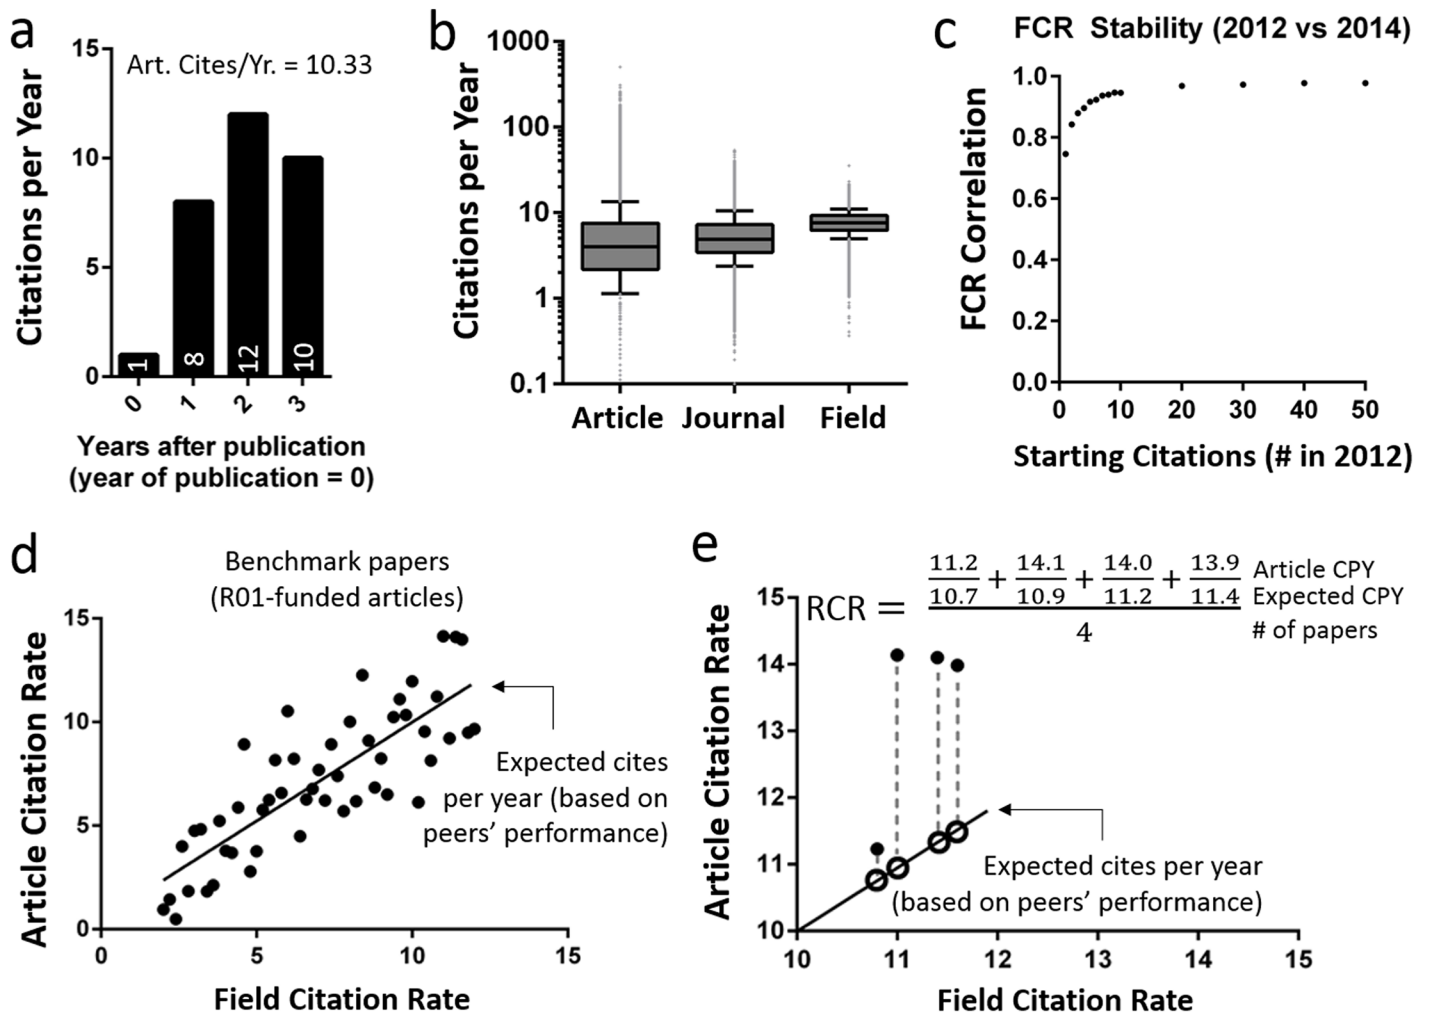 a
Art. Cites/Yr. = 10.33
Citations per Year
15
10
5
0
1
8
12
10
0
1
2
3
Years after publication
(year of publication = 0)
b
Citations per Year
1000
100
10
1
0.1
Article
Journal
Field
c
FCR Stability (2012 vs 2014)
FCR Correlation
1.0
0.8
0.6
0.4
0.2
0.0
0
10
20
30
40
50
Starting Citations (# in 2012)
d
Benchmark papers
(R01-funded articles)
Article Citation Rate
15
10
5
0
0
5
10
15
Expected cites
per year (based on
peers' performance)
Field Citation Rate
e
RCR =
11.2 + 14.1 + 14.0 + 13.9 Article CPY
10.7 10.9 11.2 11.4 Expected CPY
4 # of papers
Article Citation Rate
15
14
13
12
11
10
10
11
12
13
14
15
Expected cites per year
(based on peers' performance)
Field Citation Rate